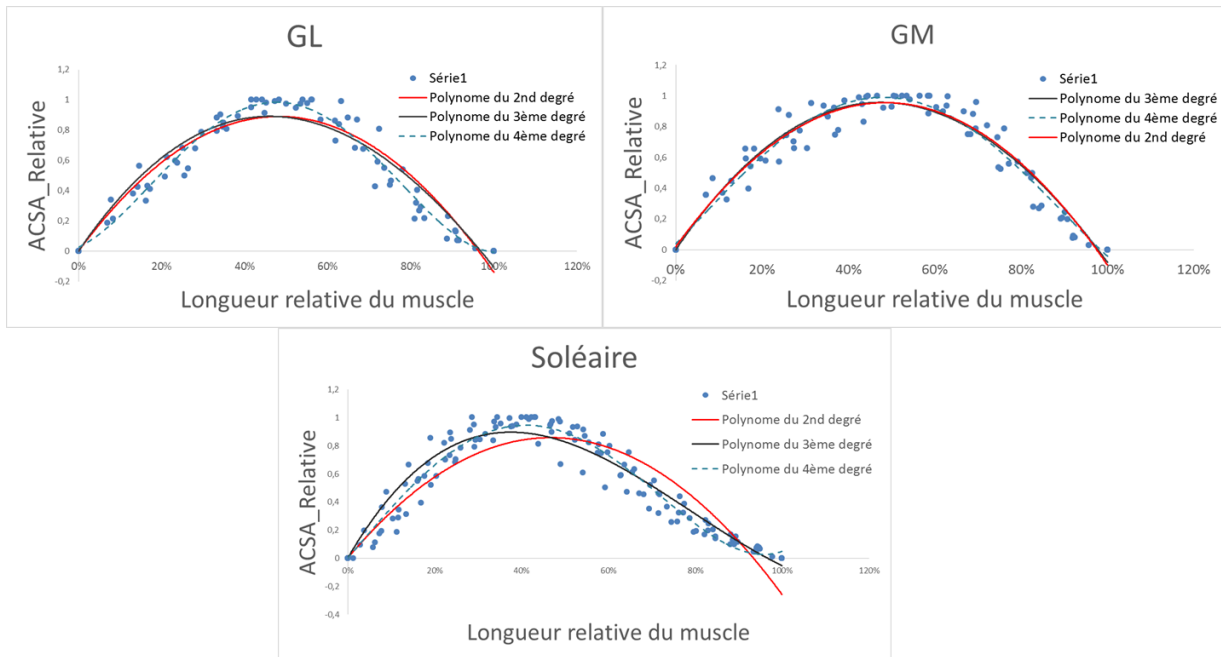 GL
1,2
1
0,8
0,6
0,4
0,2
0
-0,2
ACSA_Relative
0% 20% 40% 60% 80% 100% 120%
Longueur relative du muscle
Série1
Polynome du 2nd degré
Polynome du 3ème degré
Polynome du 4ème degré
GM
1,2
1
0,8
0,6
0,4
0,2
0
-0,2
ACSA_Relative
0% 20% 40% 60% 80% 100% 120%
Longueur relative du muscle
Série1
Polynome du 3ème degré
Polynome du 4ème degré
Polynome du 2nd degré
Soléaire
1,2
1
0,8
0,6
0,4
0,2
0
-0,2
-0,4
ACSA_Relative
0% 20% 40% 60% 80% 100% 120%
Longueur relative du muscle
Série1
Polynome du 2nd degré
Polynome du 3ème degré
Polynome du 4ème degré